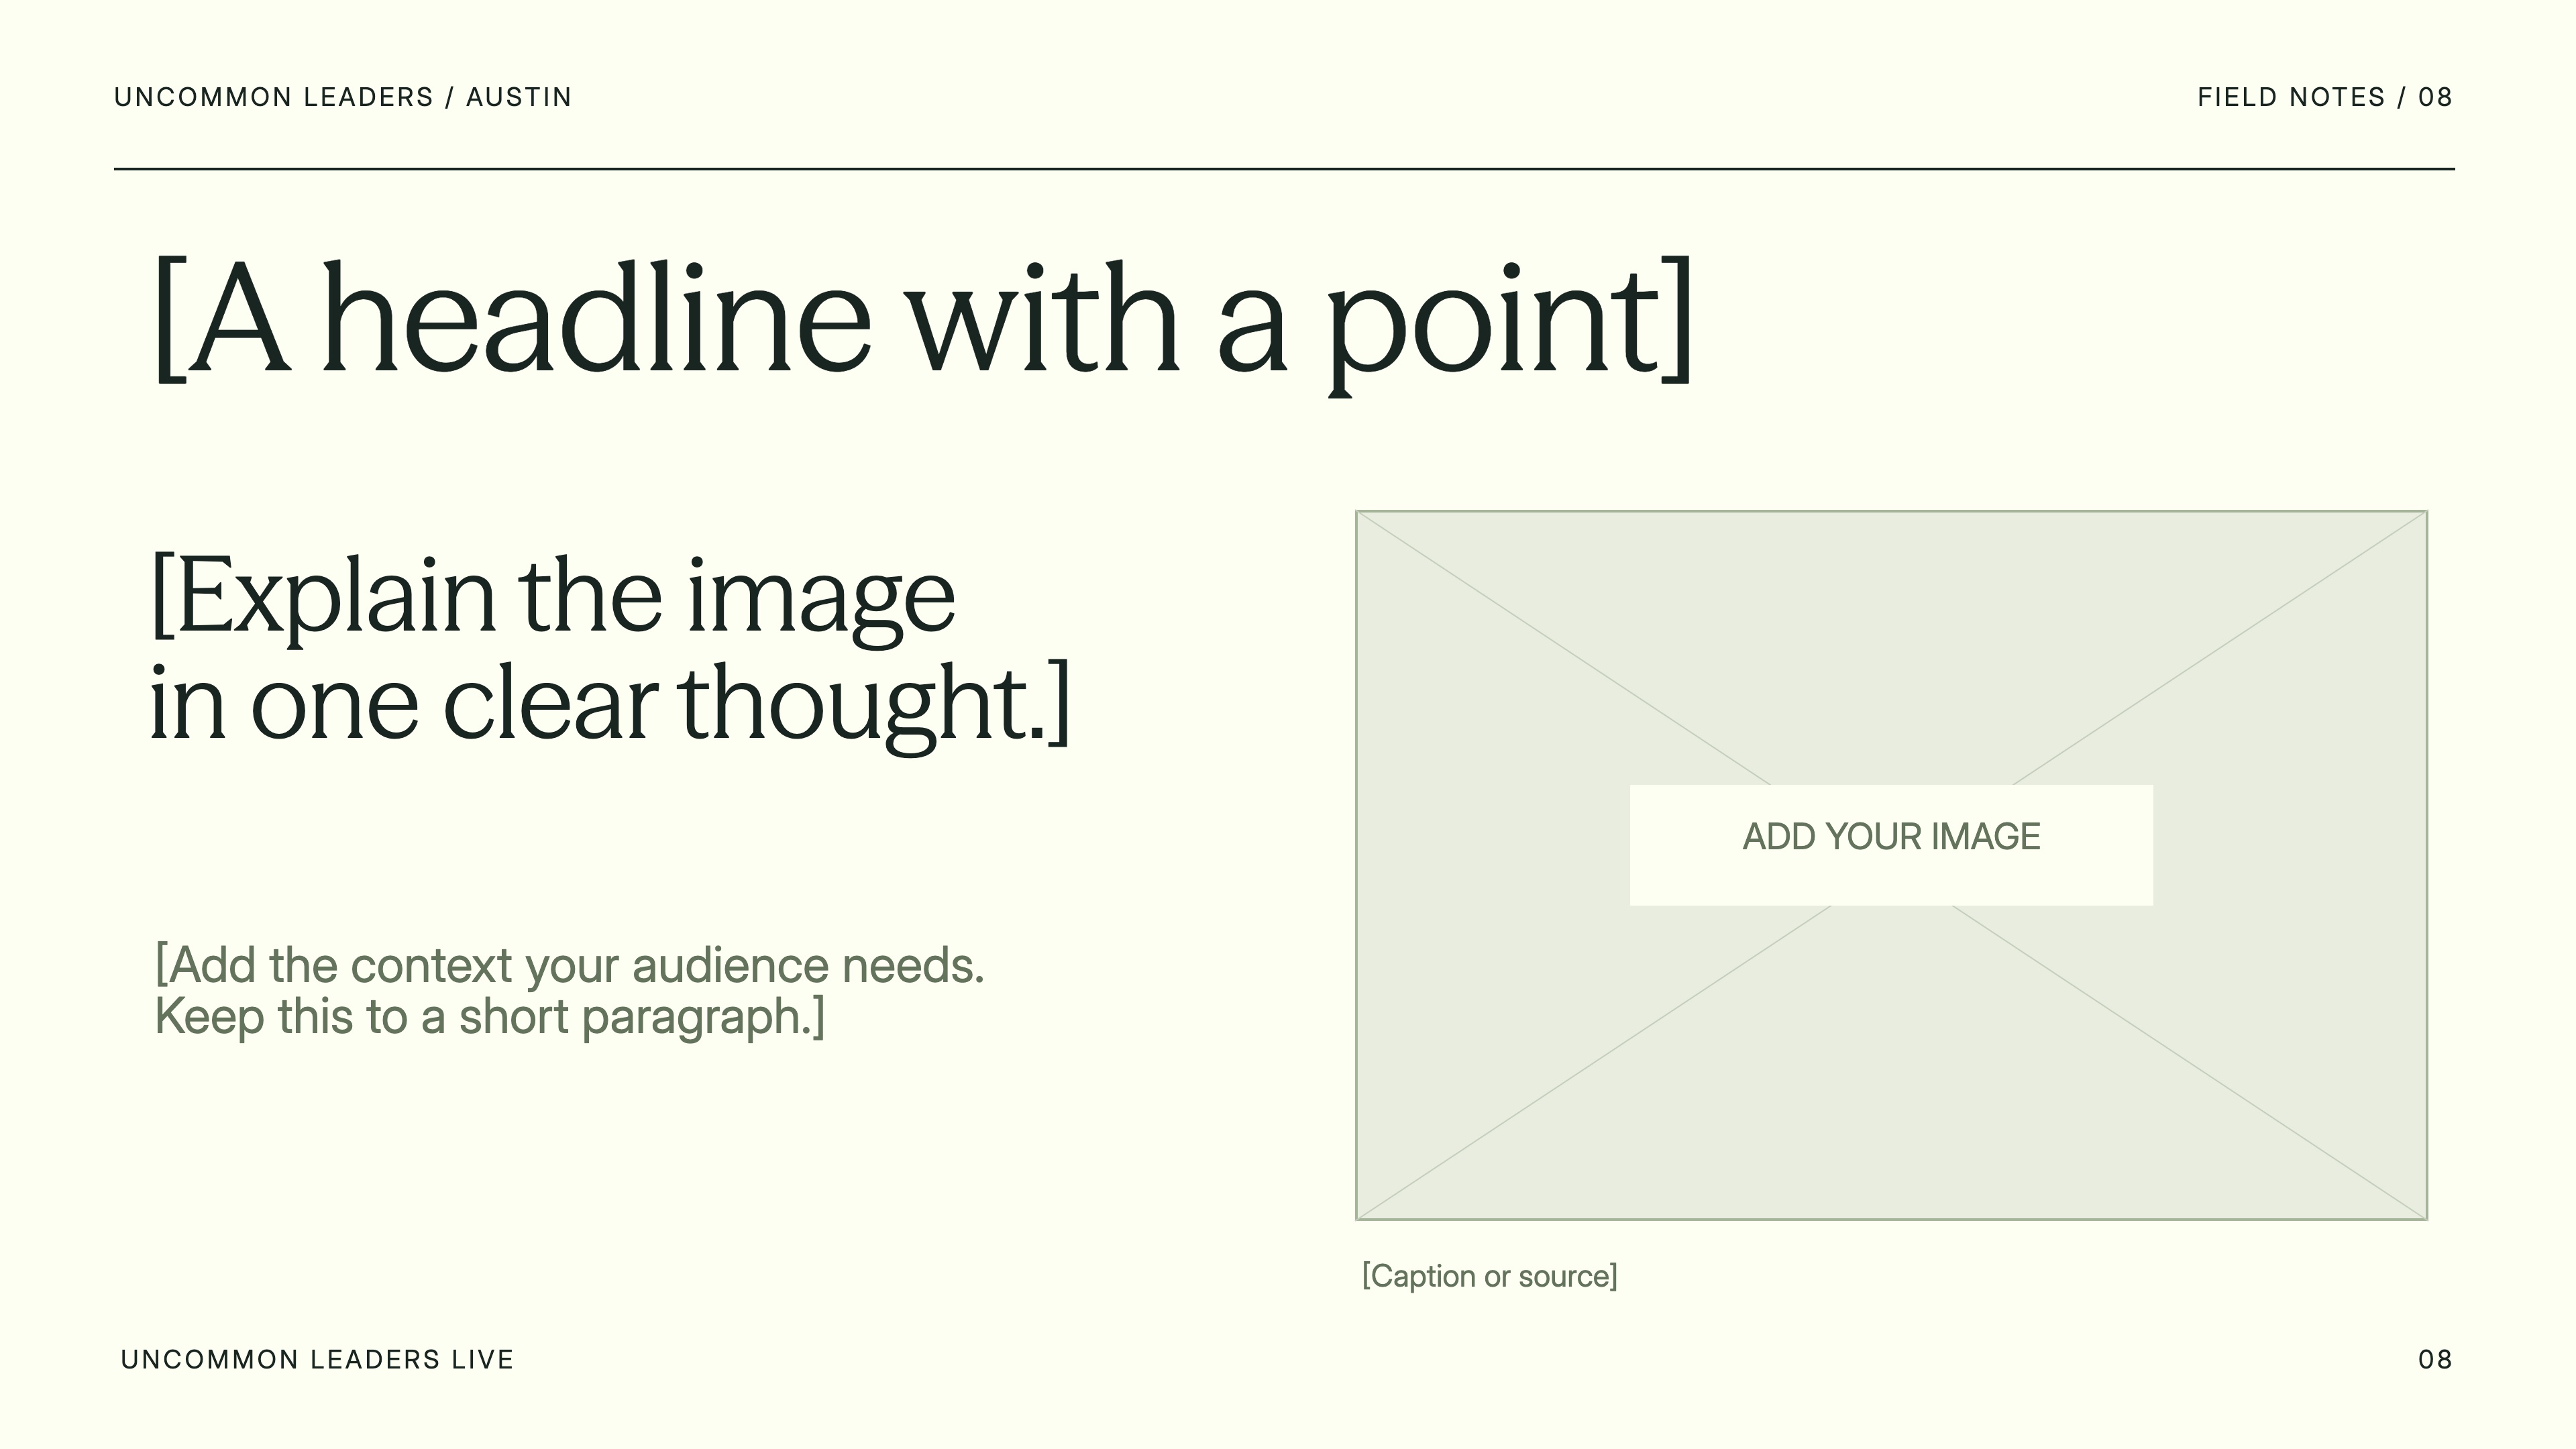 UNCOMMON LEADERS / AUSTIN
FIELD NOTES / 08
[A headline with a point]
[Explain the image
in one clear thought.]
[Add the context your audience needs.
Keep this to a short paragraph.]
ADD YOUR IMAGE
[Caption or source]
UNCOMMON LEADERS LIVE
08